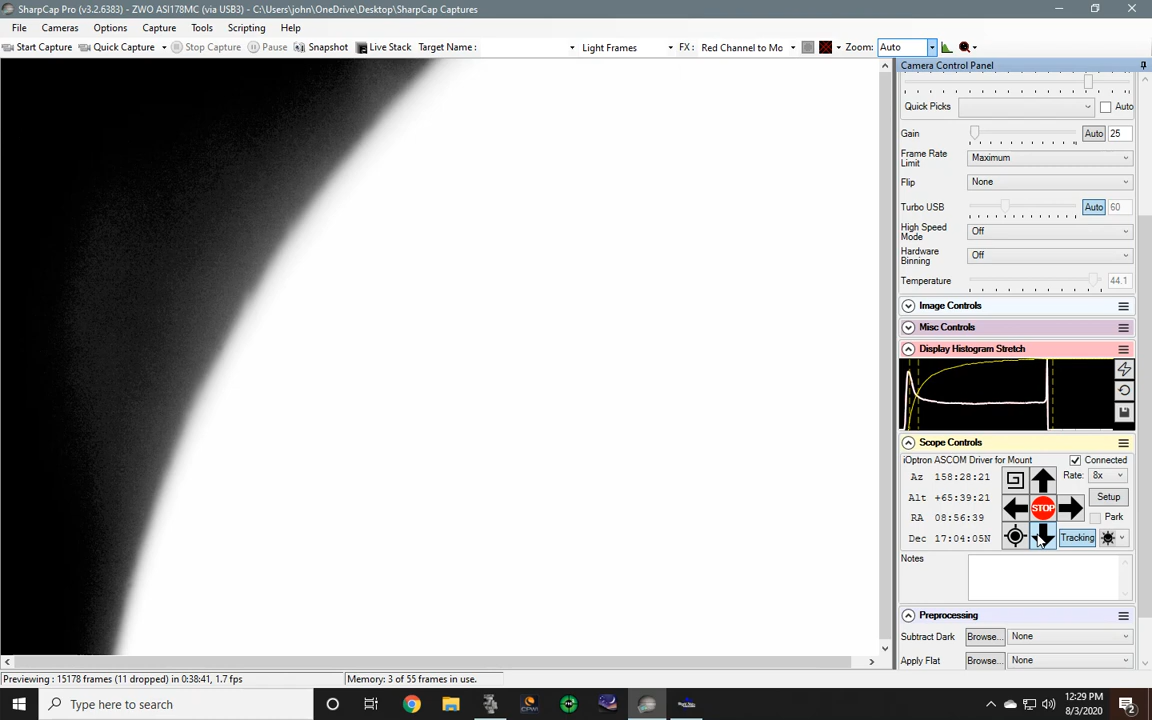 SharpCap Pro (v3.2.6383) - ZWO ASI178MC (via USB3) - C:\Users\john\OneDrive\Desktop\SharpCap Captures
File Cameras Options Capture Tools Scripting Help
Start Capture Quick Capture Stop Capture Pause Snapshot Live Stack Target Name : Light Frames FX : Red Channel to Mo Zoom: Auto
Camera Control Panel
Quick Picks Auto
Gain Auto 25
Frame Rate
Limit
Maximum
Flip None
Turbo USB Auto 60
High Speed
Mode
Off
Hardware
Binning
Off
Temperature 44.1
Image Controls
Misc Controls
Display Histogram Stretch
Scope Controls
iOptron ASCOM Driver for Mount Connected
Az 158:28:21 Rate: 8x
Alt +65:39:21 Setup
RA 08:56:39 STOP Park
Dec 17:04:05N Tracking
Notes
Preprocessing
Subtract Dark Browse... None
Apply Flat Browse... None
Previewing : 15178 frames (11 dropped) in 0:38:41, 1.7 fps Memory: 3 of 55 frames in use.
Type here to search
12:29 PM
8/3/2020
2